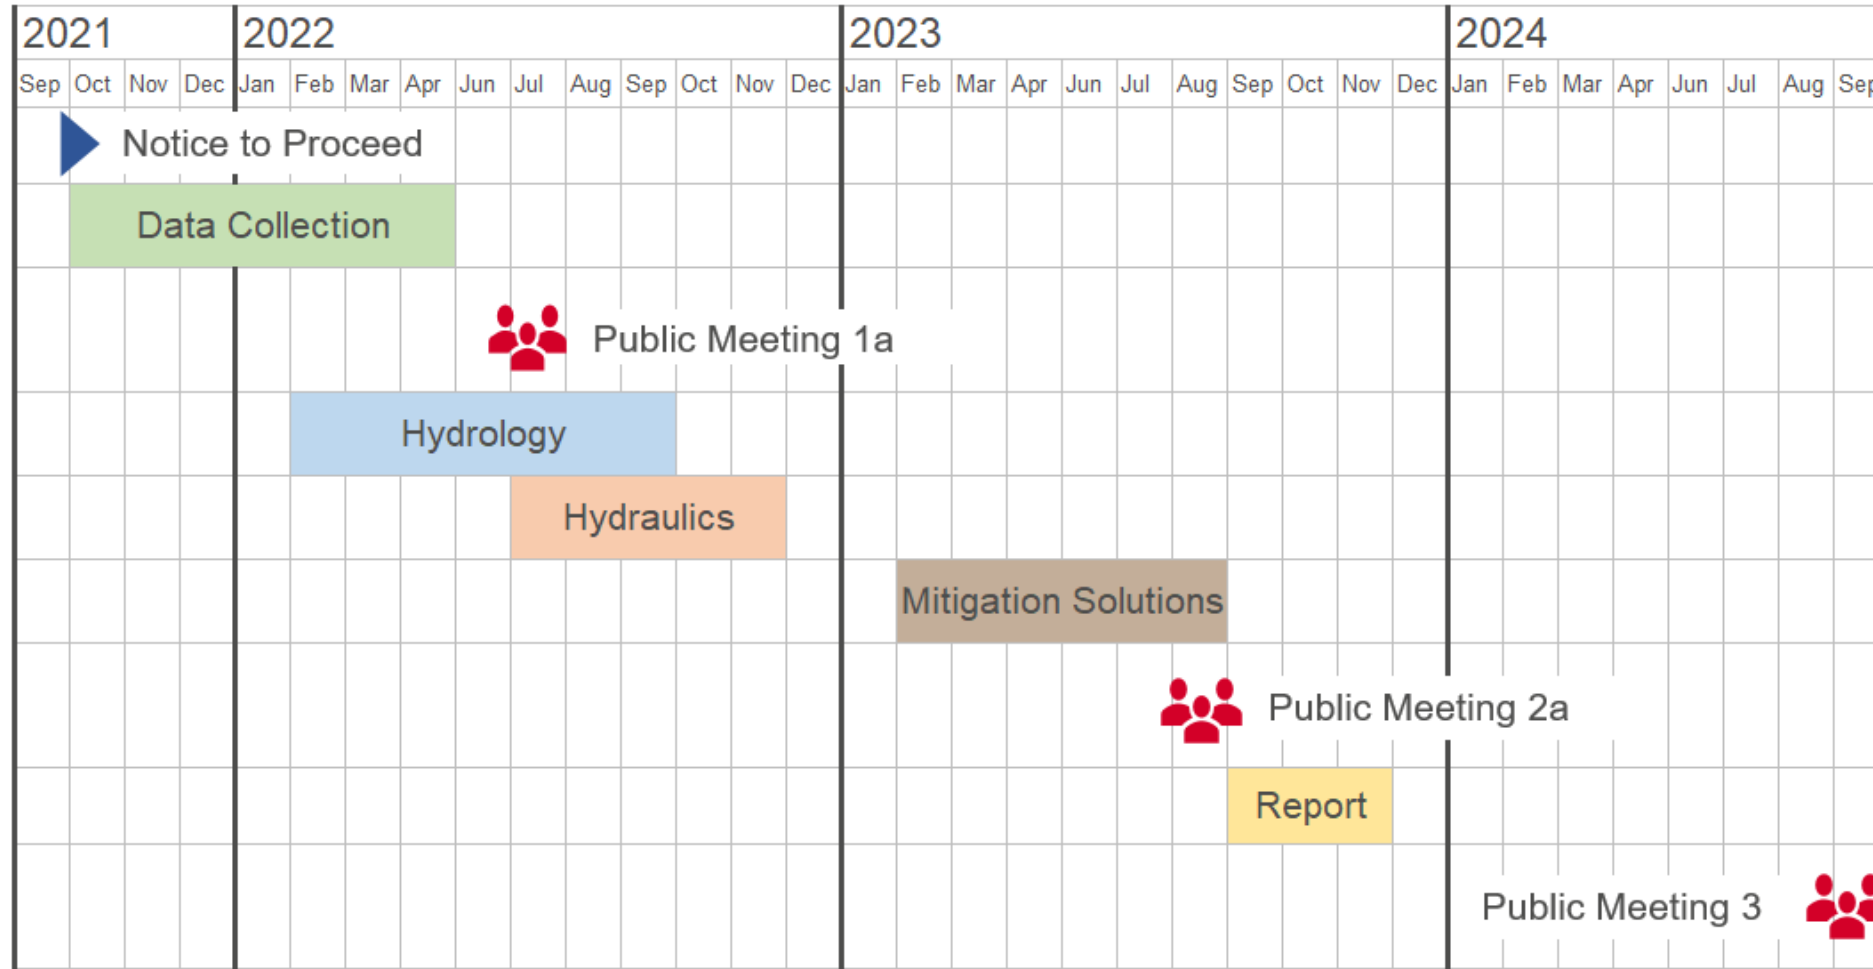 2021 2022 2023 2024
Sep Oct Nov Dec Jan Feb Mar Apr Jun Jul Aug Sep Oct Nov Dec Jan Feb Mar Apr Jun Jul Aug Sep Oct Nov Dec Jan Feb Mar Apr Jun Jul Aug Sep
Notice to Proceed
Data Collection
Public Meeting 1a
Hydrology
Hydraulics
Mitigation Solutions
Public Meeting 2a
Report
Public Meeting 3